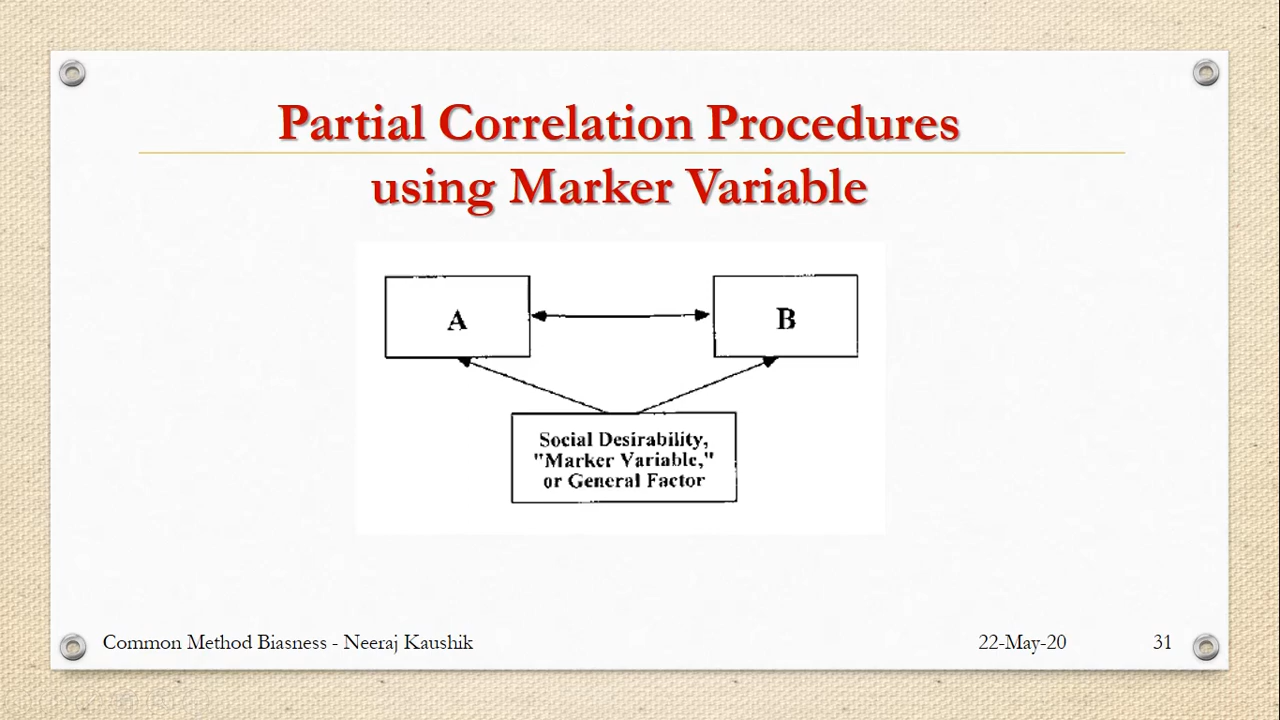 Partial Correlation Procedures
using Marker Variable
A
B
Social Desirability,
"Marker Variable,"
or General Factor
Common Method Biasness - Neeraj Kaushik
22-May-20
31